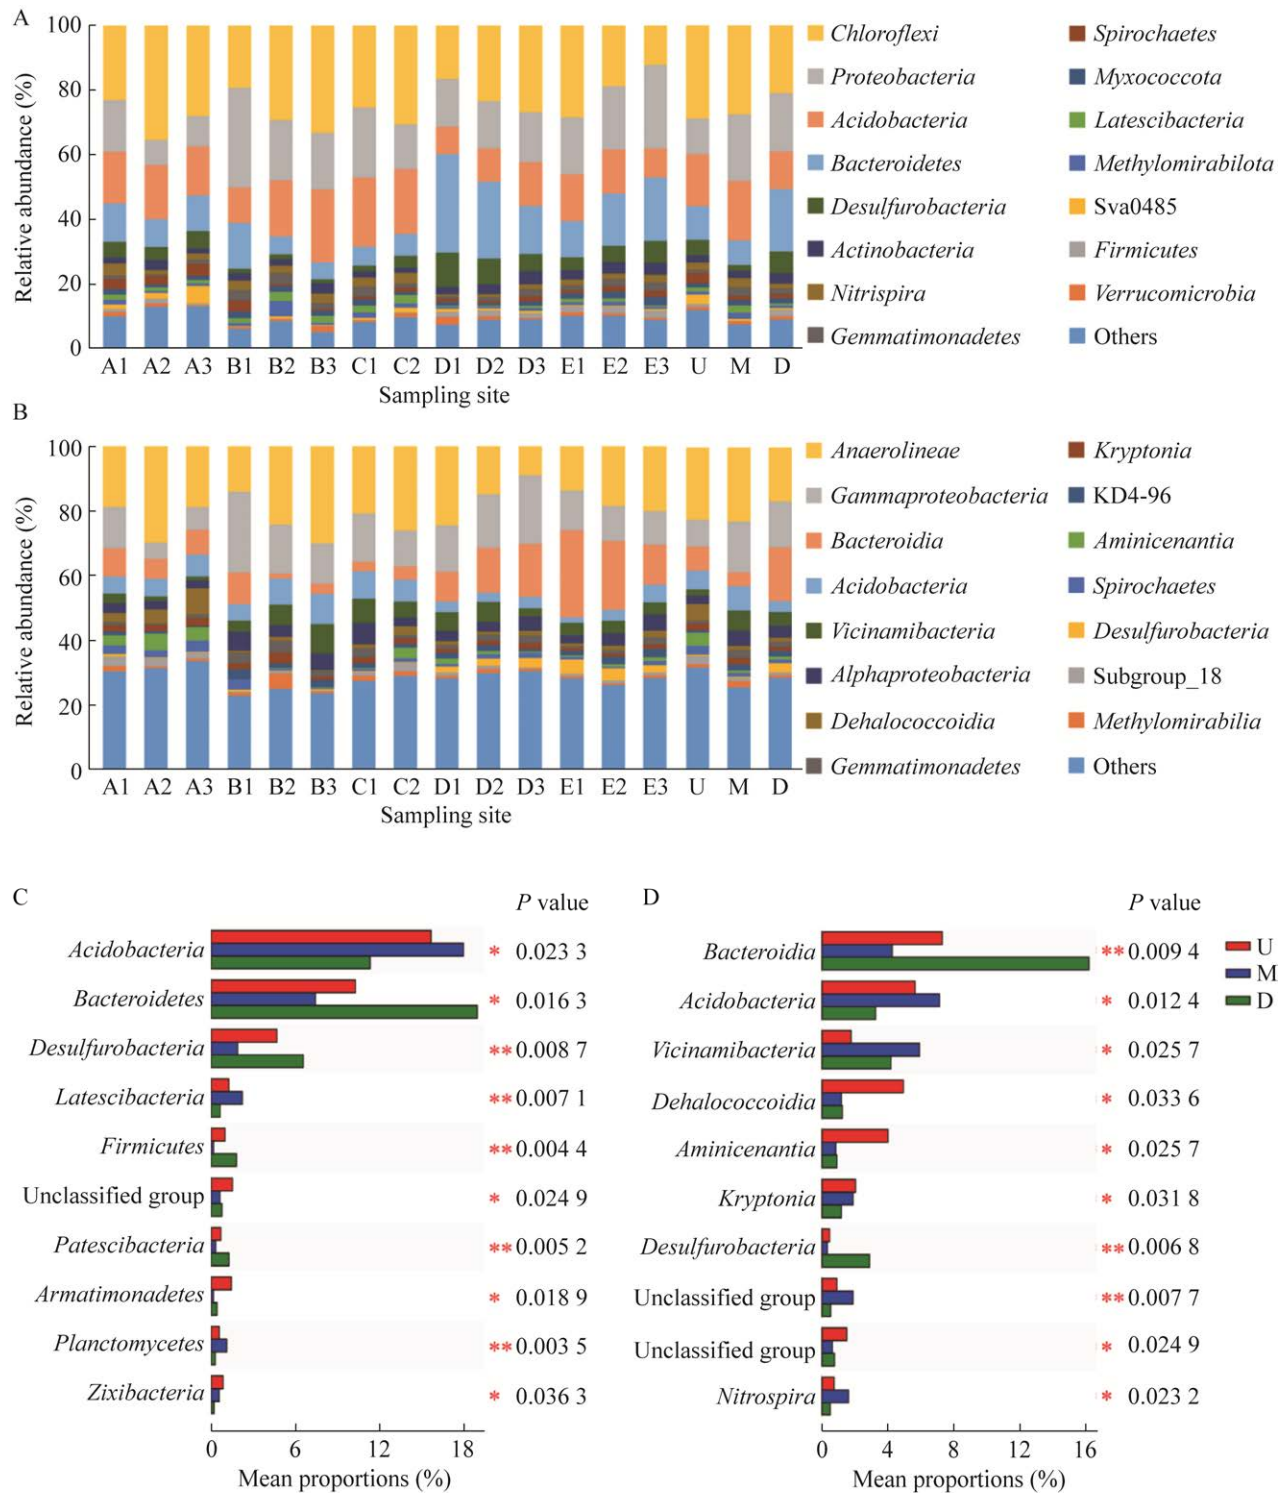 A
Relative abundance (%)
100
80
60
40
20
0
A1 A2 A3 B1 B2 B3 C1 C2 D1 D2 D3 E1 E2 E3 U M D
Sampling site
Chloroflexi
Proteobacteria
Acidobacteria
Bacteroidetes
Desulfurobacteria
Actinobacteria
Nitrispira
Gemmatimonadetes
Spirochaetes
Myxococcota
Latescibacteria
Methylomirabilota
Sva0485
Firmicutes
Verrucomicrobia
Others
B
Relative abundance (%)
100
80
60
40
20
0
A1 A2 A3 B1 B2 B3 C1 C2 D1 D2 D3 E1 E2 E3 U M D
Sampling site
Anaerolineae
Gammaproteobacteria
Bacteroidia
Acidobacteria
Vicinamibacteria
Alphaproteobacteria
Dehalococcoidia
Gemmatimonadetes
Kryptonia
KD4-96
Aminicenantia
Spirochaetes
Desulfurobacteria
Subgroup_18
Methylomirabilia
Others
C
P value
Acidobacteria * 0.023 3
Bacteroidetes * 0.016 3
Desulfurobacteria ** 0.008 7
Latescibacteria ** 0.007 1
Firmicutes ** 0.004 4
Unclassified group * 0.024 9
Patescibacteria ** 0.005 2
Armatimonadetes * 0.018 9
Planctomycetes ** 0.003 5
Zixibacteria * 0.036 3
0 6 12 18
Mean proportions (%)
D
P value
Bacteroidia ** 0.009 4
Acidobacteria * 0.012 4
Vicinamibacteria * 0.025 7
Dehalococcoidia * 0.033 6
Aminicenantia * 0.025 7
Kryptonia * 0.031 8
Desulfurobacteria ** 0.006 8
Unclassified group ** 0.007 7
Unclassified group * 0.024 9
Nitrospira * 0.023 2
0 4 8 12 16
Mean proportions (%)
U
M
D